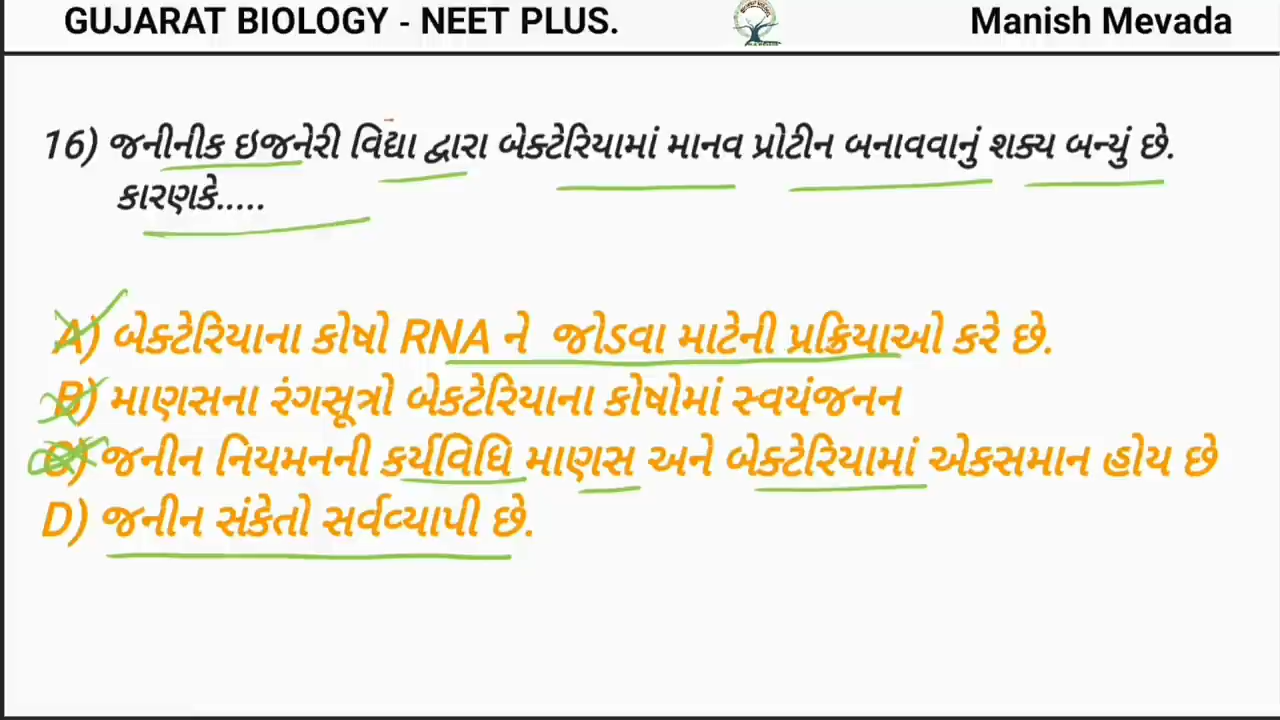 GUJARAT BIOLOGY - NEET PLUS.
Manish Mevada
16) જનીનીક ઇજનેરી વિદ્યા દ્વારા બેક્ટેરિયામાં માનવ પ્રોટીન બનાવવાનું શક્ય બન્યું છે.
કારણકે.....
A) બેક્ટેરિયાના કોષો RNA ને જોડવા માટેની પ્રક્રિયાઓ કરે છે.
B) માણસના રંગસૂત્રો બેકટેરિયાના કોષોમાં સ્વયંજનન
C) જનીન નિયમનની કર્યવિધિ માણસ અને બેક્ટેરિયામાં એકસમાન હોય છે
D) જનીન સંકેતો સર્વવ્યાપી છે.